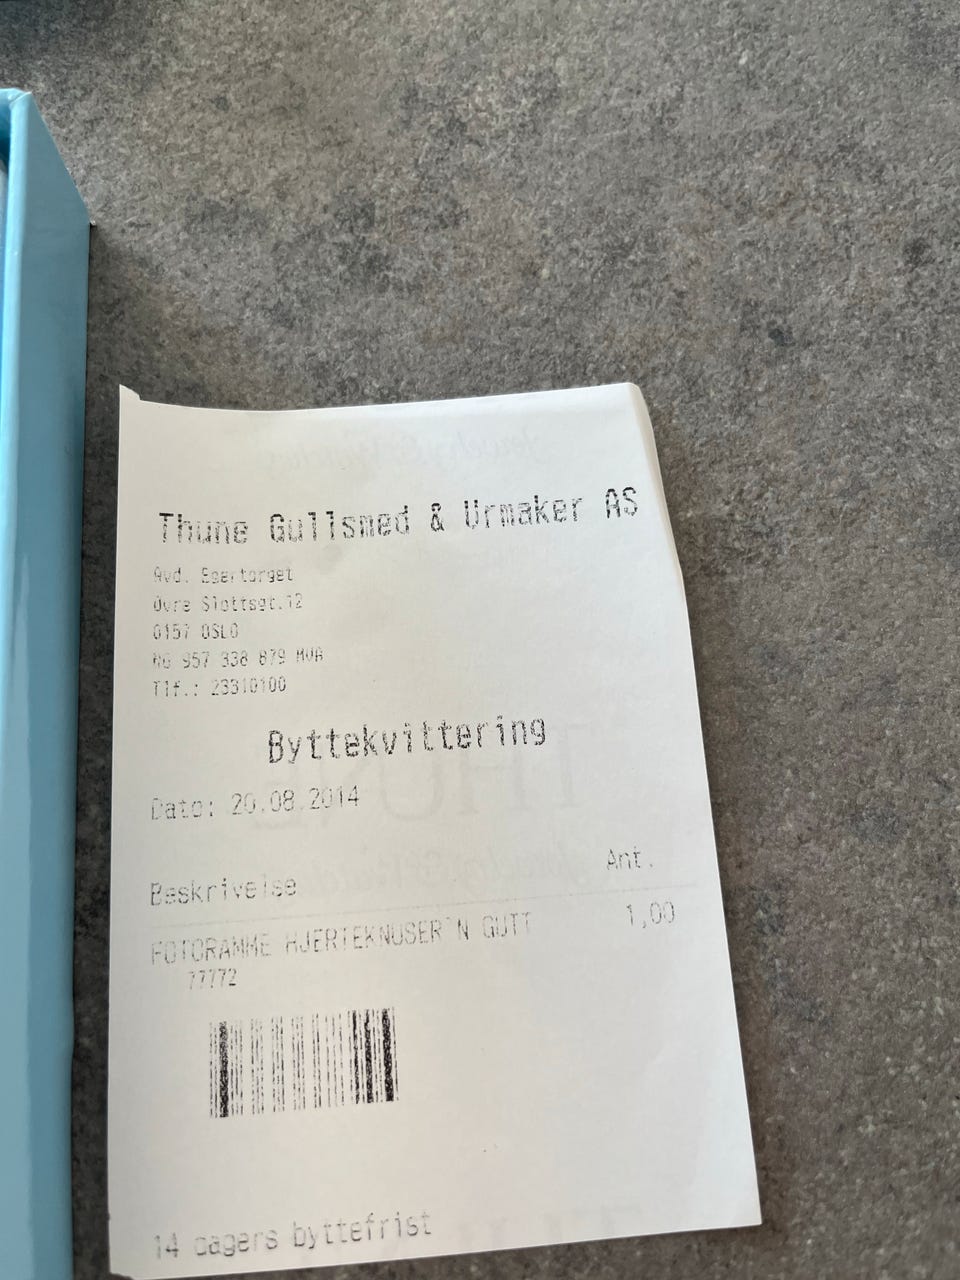 Thune Gullsmed & Urmaker AS
Avd. Egertorget
Øvre Slottsgt.12
0157 OSLO
NO 957 338 879 MVA
Tlf.: 23310100
Byttekvittering
Dato: 20.08.2014
Beskrivelse Ant.
FOTORAMME HJERTEKNUSER`N GUTT 1,00
77772
14 dagers byttefrist